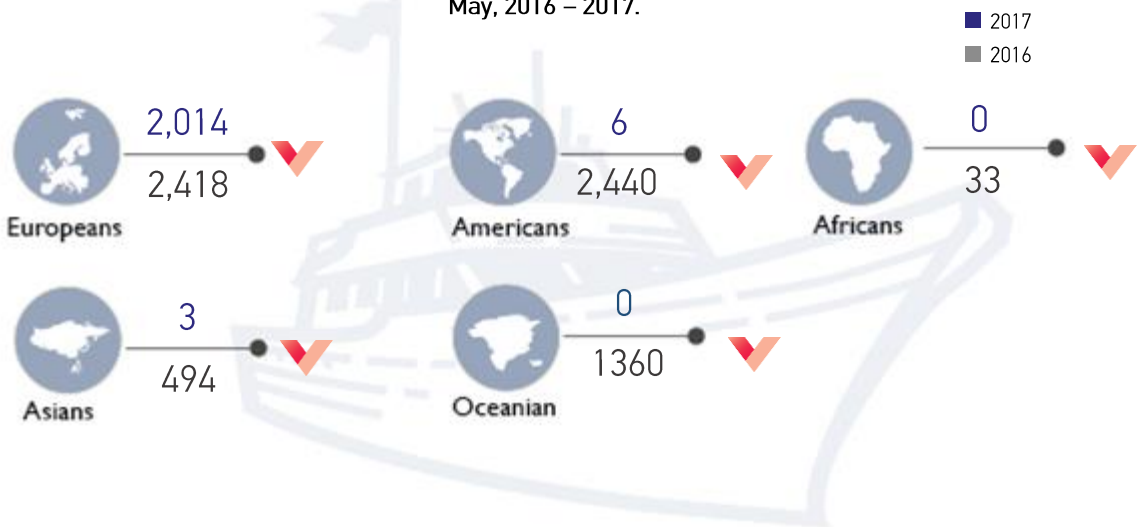 May, 2016 – 2017.
2017
2016
2,014
2,418
Europeans
6
2,440
Americans
0
33
Africans
3
494
Asians
0
1360
Oceanian